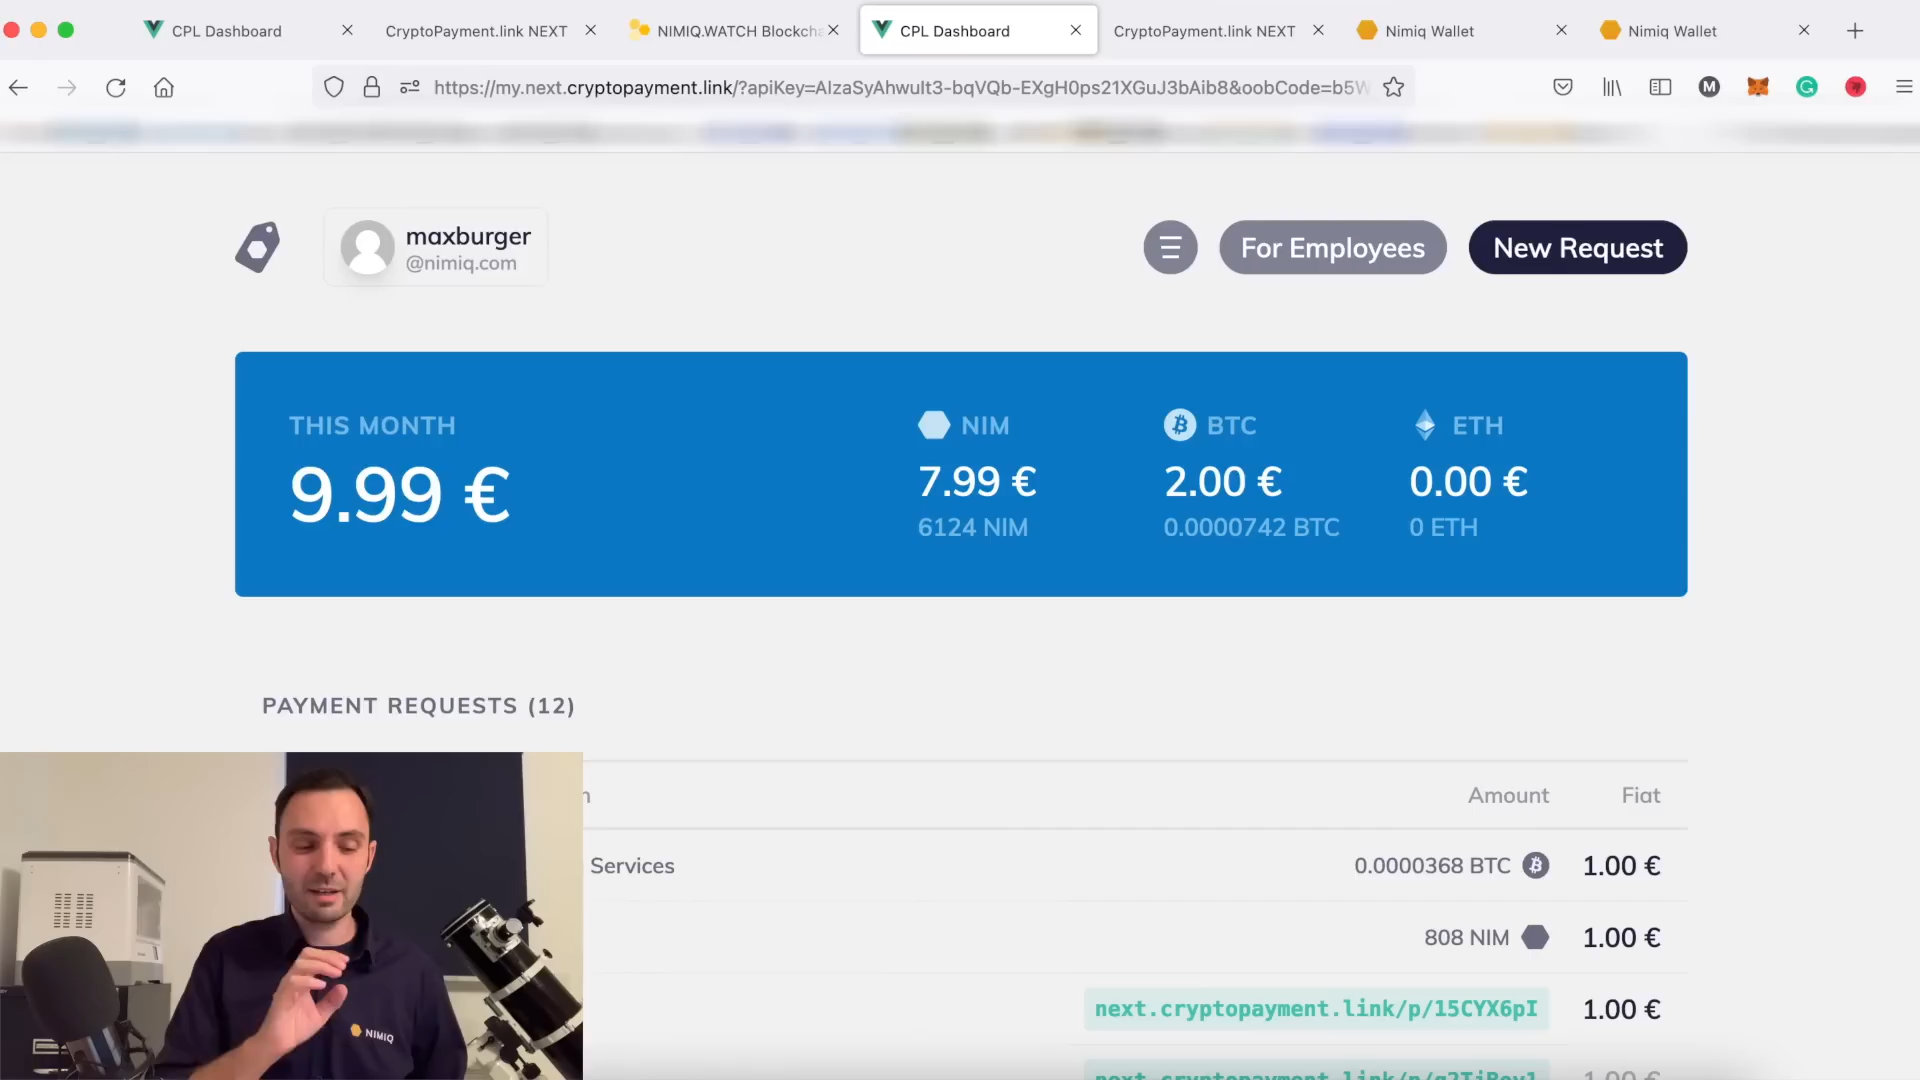 CPL Dashboard
CryptoPayment.link NEXT
NIMIQ.WATCH Blockcha
CPL Dashboard
CryptoPayment.link NEXT
Nimiq Wallet
Nimiq Wallet
https://my.next.cryptopayment.link/?apiKey=AIzaSyAhwuIt3-bqVQb-EXgH0ps21XGuJ3bAib8&oobCode=b5W
M
G
maxburger
@nimiq.com
For Employees
New Request
THIS MONTH
9.99 €
NIM
7.99 €
6124 NIM
BTC
2.00 €
0.0000742 BTC
ETH
0.00 €
0 ETH
PAYMENT REQUESTS (12)
n
Amount
Fiat
Services
0.0000368 BTC
1.00 €
808 NIM
1.00 €
next.cryptopayment.link/p/15CYX6pI
1.00 €
NIMIQ